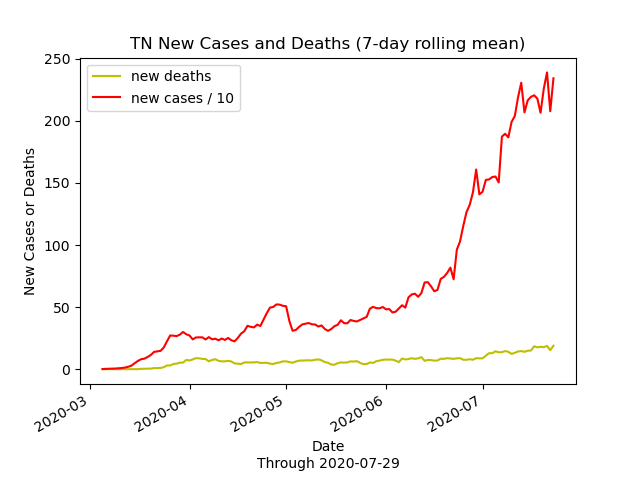 TN New Cases and Deaths (7-day rolling mean)
new deaths
new cases / 10
New Cases or Deaths
250
200
150
100
50
0
2020-03
2020-04
2020-05
2020-06
2020-07
Date
Through 2020-07-29